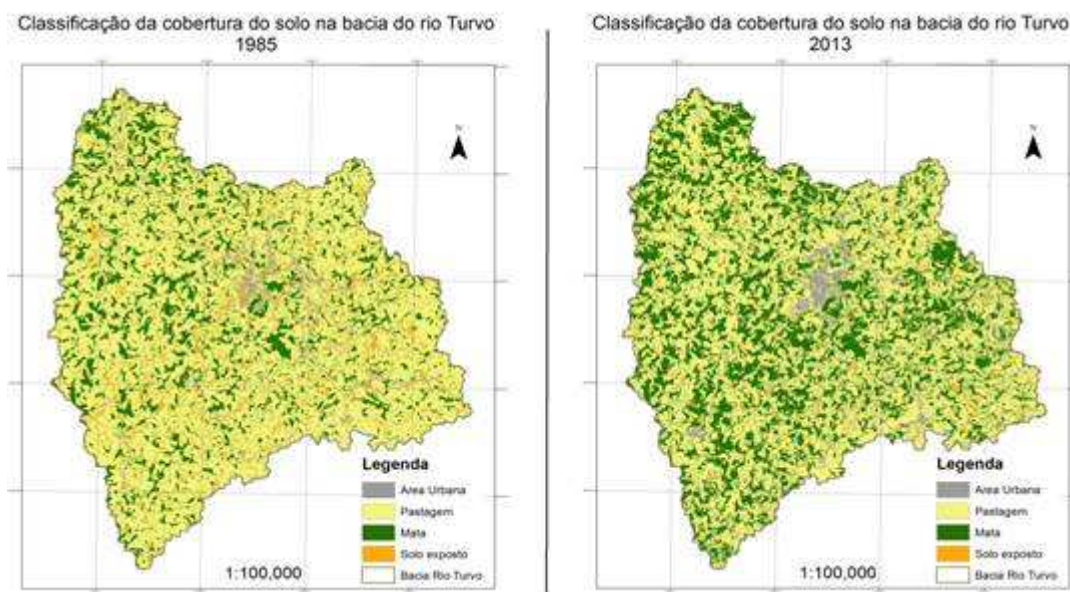 Classificação da cobertura do solo na bacia do rio Turvo
1985
N
Legenda
Area Urbana
Pastagem
Mata
Solo exposto
Bacia Rio Turvo
1:100,000
Classificação da cobertura do solo na bacia do rio Turvo
2013
N
Legenda
Area Urbana
Pastagem
Mata
Solo exposto
Bacia Rio Turvo
1:100,000